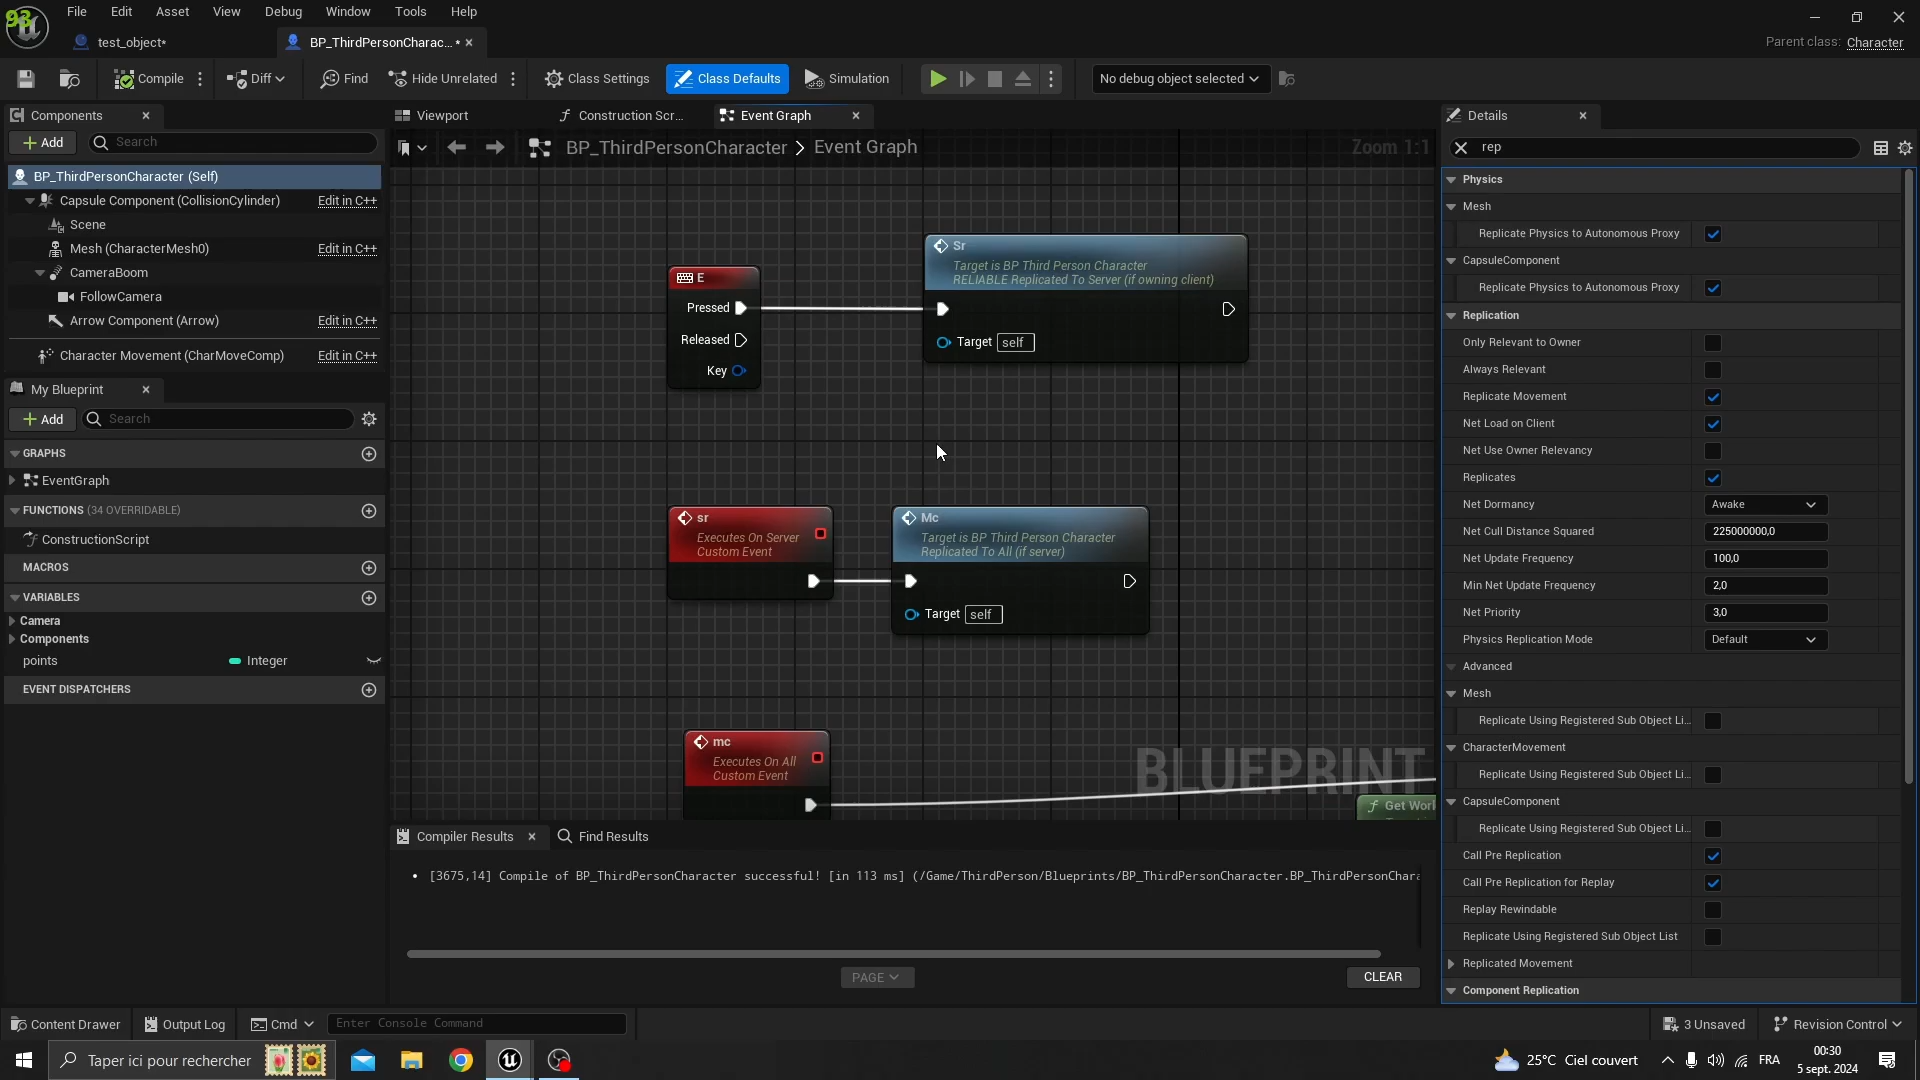 93
File
Edit
Asset
View
Debug
Window
Tools
Help
test_object*
BP_ThirdPersonCharac... *
Parent class: Character
Compile
Diff
Find
Hide Unrelated
Class Settings
Class Defaults
Simulation
No debug object selected
Components
Add
Search
BP_ThirdPersonCharacter (Self)
Capsule Component (CollisionCylinder) Edit in C++
Scene
Mesh (CharacterMesh0) Edit in C++
CameraBoom
FollowCamera
Arrow Component (Arrow) Edit in C++
Character Movement (CharMoveComp) Edit in C++
My Blueprint
Add
Search
GRAPHS
EventGraph
FUNCTIONS (34 OVERRIDABLE)
ConstructionScript
MACROS
VARIABLES
Camera
Components
points Integer
EVENT DISPATCHERS
Viewport
Construction Scr...
Event Graph
BP_ThirdPersonCharacter > Event Graph
Zoom 1:1
E
Pressed
Released
Key
Sr
Target is BP Third Person Character
RELIABLE Replicated To Server (if owning client)
Target self
sr
Executes On Server
Custom Event
Mc
Target is BP Third Person Character
Replicated To All (if server)
Target self
mc
Executes On All
Custom Event
Get Worl
BLUEPRINT
Compiler Results
Find Results
• [3675,14] Compile of BP_ThirdPersonCharacter successful! [in 113 ms] (/Game/ThirdPerson/Blueprints/BP_ThirdPersonCharacter.BP_ThirdPersonChara
PAGE
CLEAR
Details
rep
Physics
Mesh
Replicate Physics to Autonomous Proxy
CapsuleComponent
Replicate Physics to Autonomous Proxy
Replication
Only Relevant to Owner
Always Relevant
Replicate Movement
Net Load on Client
Net Use Owner Relevancy
Replicates
Net Dormancy Awake
Net Cull Distance Squared 225000000,0
Net Update Frequency 100,0
Min Net Update Frequency 2,0
Net Priority 3,0
Physics Replication Mode Default
Advanced
Mesh
Replicate Using Registered Sub Object Li...
CharacterMovement
Replicate Using Registered Sub Object Li...
CapsuleComponent
Replicate Using Registered Sub Object Li...
Call Pre Replication
Call Pre Replication for Replay
Replay Rewindable
Replicate Using Registered Sub Object List
Replicated Movement
Component Replication
Content Drawer
Output Log
Cmd
Enter Console Command
3 Unsaved
Revision Control
Taper ici pour rechercher
25°C Ciel couvert
FRA
00:30
5 sept. 2024